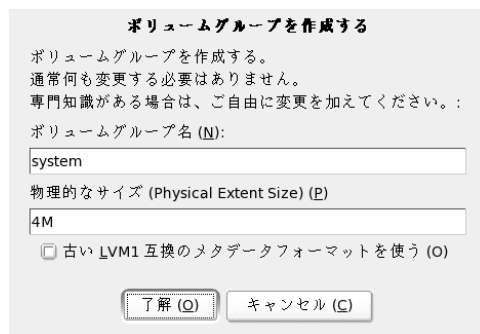 ボリュームグループを作成する
ボリュームグループを作成する。
通常何も変更する必要はありません。
専門知識がある場合は、ご自由に変更を加えてください。:
ボリュームグループ名 (N):
system
物理的なサイズ (Physical Extent Size) (P)
4M
古い LVM1 互換のメタデータフォーマットを使う (O)
了解 (O)
キャンセル (C)